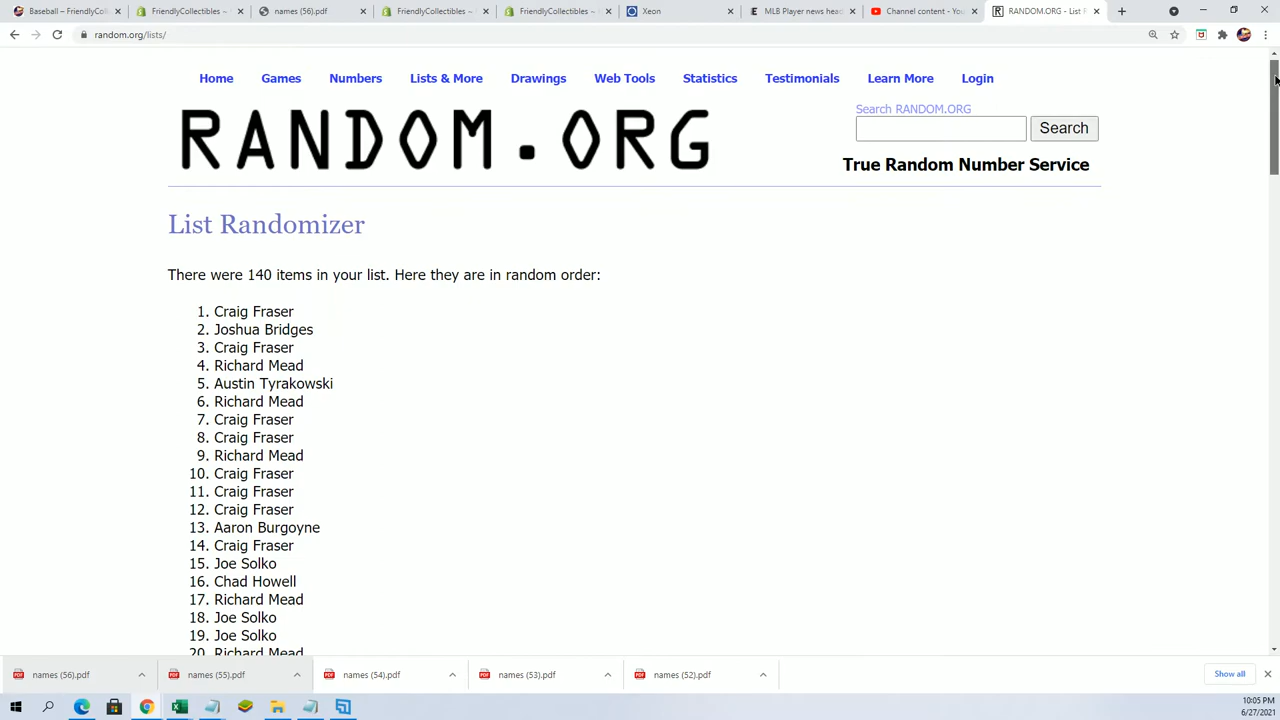 Baseball – FriendlyColl
FriendlyCollectibles –
names (56).pdf
FriendlyCollectibles –
FriendlyCollectibles –
Xeon
MLB Player news head
Channel content - You
RANDOM.ORG - List R
random.org/lists/
Home Games Numbers Lists & More Drawings Web Tools Statistics Testimonials Learn More Login
RANDOM.ORG
Search RANDOM.ORG
Search
True Random Number Service
List Randomizer
There were 140 items in your list. Here they are in random order:
1. Craig Fraser
2. Joshua Bridges
3. Craig Fraser
4. Richard Mead
5. Austin Tyrakowski
6. Richard Mead
7. Craig Fraser
8. Craig Fraser
9. Richard Mead
10. Craig Fraser
11. Craig Fraser
12. Craig Fraser
13. Aaron Burgoyne
14. Craig Fraser
15. Joe Solko
16. Chad Howell
17. Richard Mead
18. Joe Solko
19. Joe Solko
20. Richard Mead
names (56).pdf names (55).pdf names (54).pdf names (53).pdf names (52).pdf Show all
10:05 PM
6/27/2021